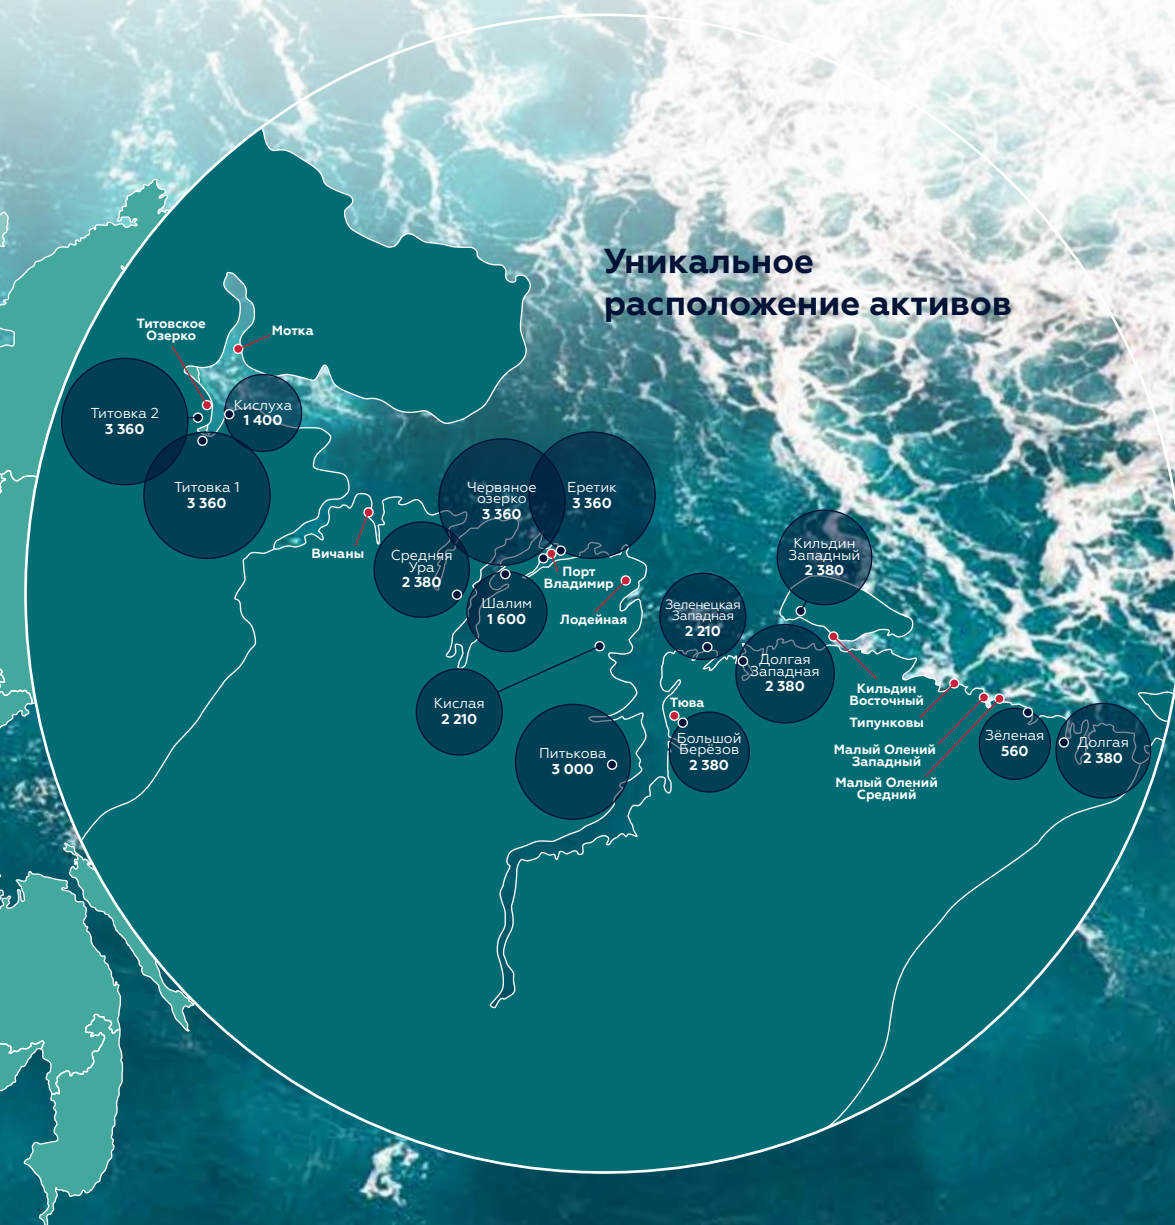 Уникальное
расположение активов
Титовское
Озерко
Мотка
Титовка 2
3 360
Кислуха
1 400
Титовка 1
3 360
Вичаны
Червяное
озерко
3 360
Еретик
3 360
Средняя
Ура
2 380
Шалим
1 600
Порт
Владимир
Лодейная
Кислая
2 210
Питькова
3 000
Зеленецкая
Западная
2 210
Кильдин
Западный
2 380
Долгая
Западная
2 380
Тюва
Большой
Берёзов
2 380
Кильдин
Восточный
Типунковы
Малый Олений
Западный
Малый Олений
Средний
Зёленая
560
Долгая
2 380